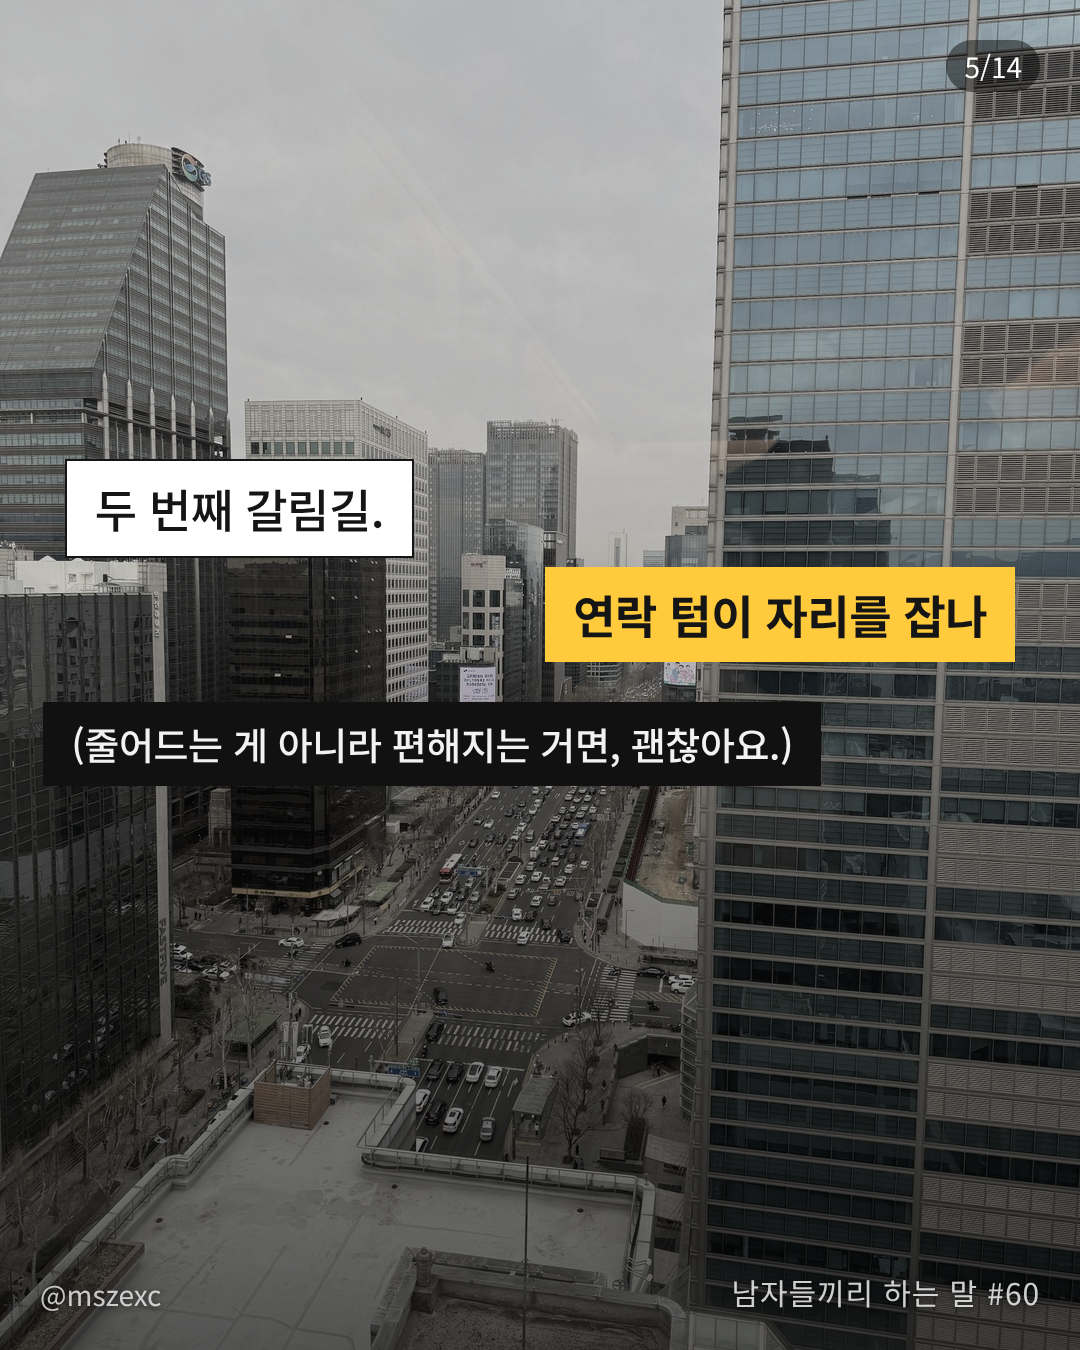 5/14
두 번째 갈림길.
연락 텀이 자리를 잡나
(줄어드는 게 아니라 편해지는 거면, 괜찮아요.)
@mszexc
남자들끼리 하는 말 #60